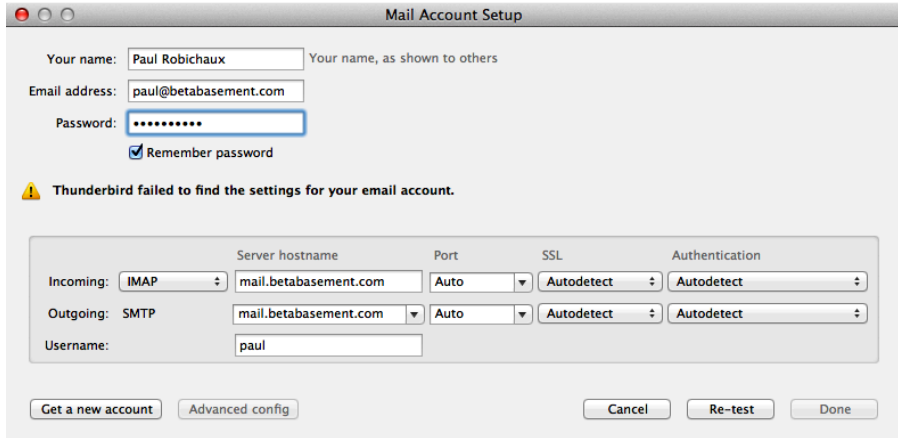 Mail Account Setup
Your name: Paul Robichaux Your name, as shown to others
Email address: paul@betabasement.com
Password: ••••••••••
Remember password
Thunderbird failed to find the settings for your email account.
Server hostname Port SSL Authentication
Incoming: IMAP mail.betabasement.com Auto Autodetect Autodetect
Outgoing: SMTP mail.betabasement.com Auto Autodetect Autodetect
Username: paul
Get a new account Advanced config Cancel Re-test Done